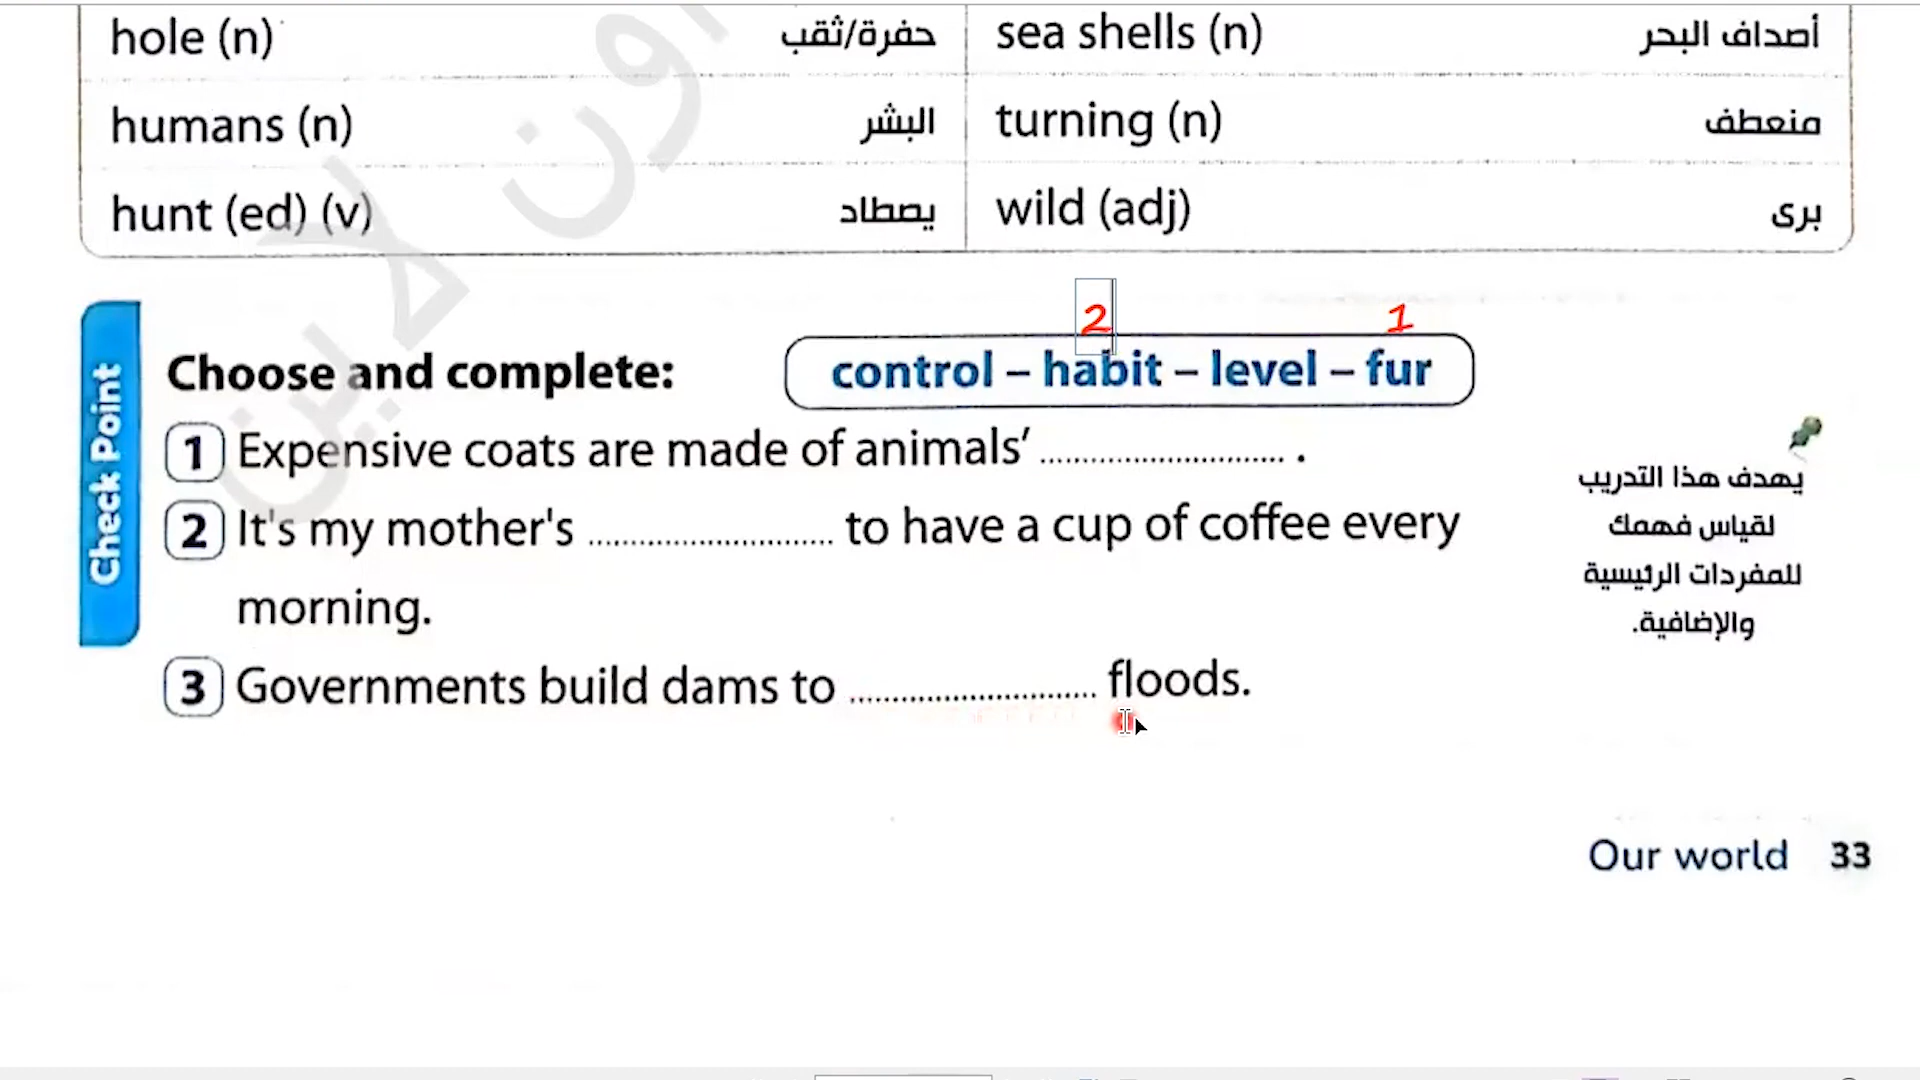 hole (n) حفرة/ثقب sea shells (n) أصداف البحر
humans (n) البشر turning (n) منعطف
hunt (ed) (v) يصطاد wild (adj) برى
2 1
Check Point
Choose and complete: control – habit – level – fur
1 Expensive coats are made of animals’ ............................ .
2 It's my mother's ............................ to have a cup of coffee every
morning.
3 Governments build dams to ............................ floods.
يهدف هذا التدريب
لقياس فهمك
للمفردات الرئيسية
والإضافية.
Our world 33